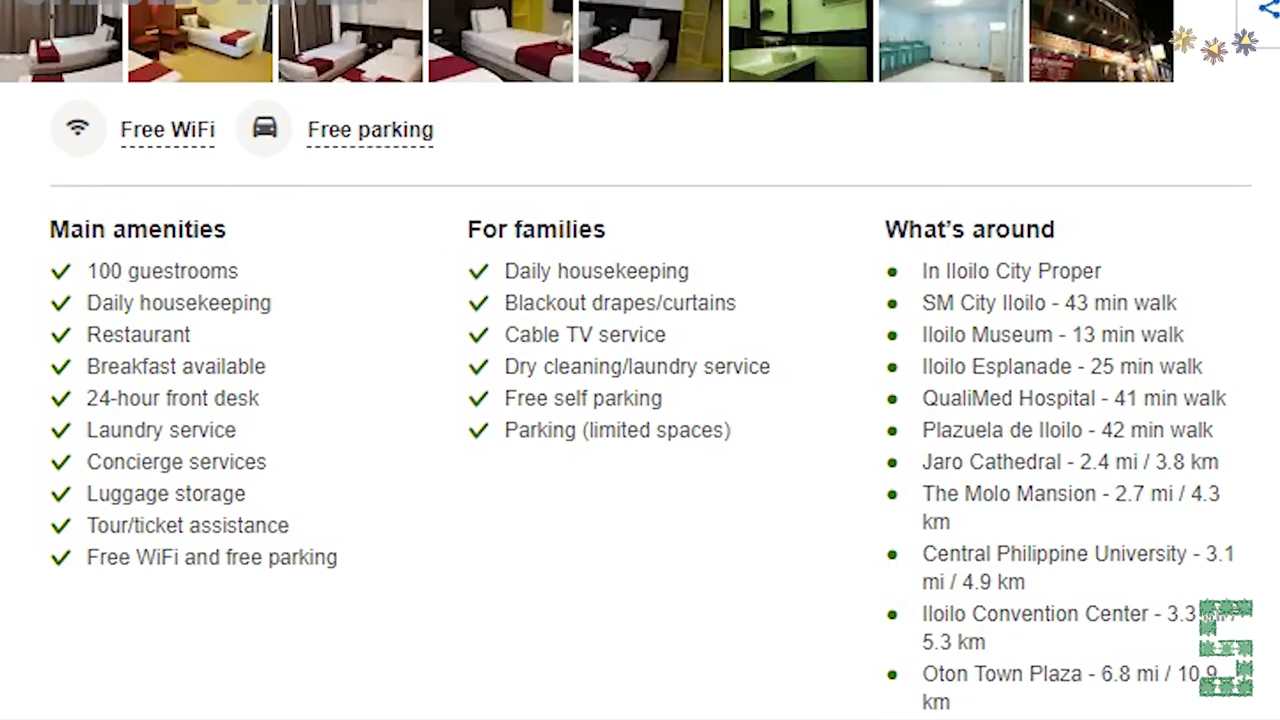 Free WiFi
Free parking
Main amenities
100 guestrooms
Daily housekeeping
Restaurant
Breakfast available
24-hour front desk
Laundry service
Concierge services
Luggage storage
Tour/ticket assistance
Free WiFi and free parking
For families
Daily housekeeping
Blackout drapes/curtains
Cable TV service
Dry cleaning/laundry service
Free self parking
Parking (limited spaces)
What's around
In Iloilo City Proper
SM City Iloilo - 43 min walk
Iloilo Museum - 13 min walk
Iloilo Esplanade - 25 min walk
QualiMed Hospital - 41 min walk
Plazuela de Iloilo - 42 min walk
Jaro Cathedral - 2.4 mi / 3.8 km
The Molo Mansion - 2.7 mi / 4.3
km
Central Philippine University - 3.1
mi / 4.9 km
Iloilo Convention Center - 3.3
5.3 km
Oton Town Plaza - 6.8 mi / 10.9
km
S